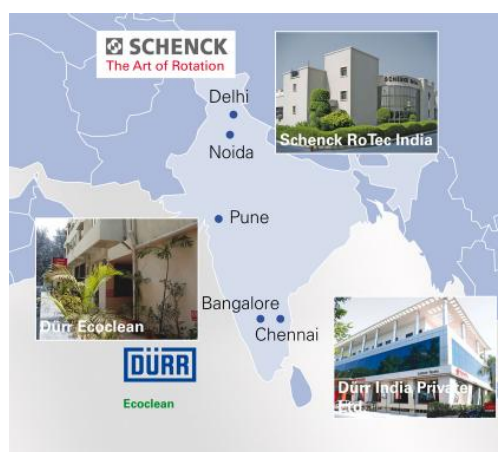 SCHENCK
The Art of Rotation
Delhi
Noida
Schenck RoTec India
Pune
Dürr Ecoclean
Bangalore
Chennai
DÜRR
Ecoclean
Dürr India Private
Ltd.